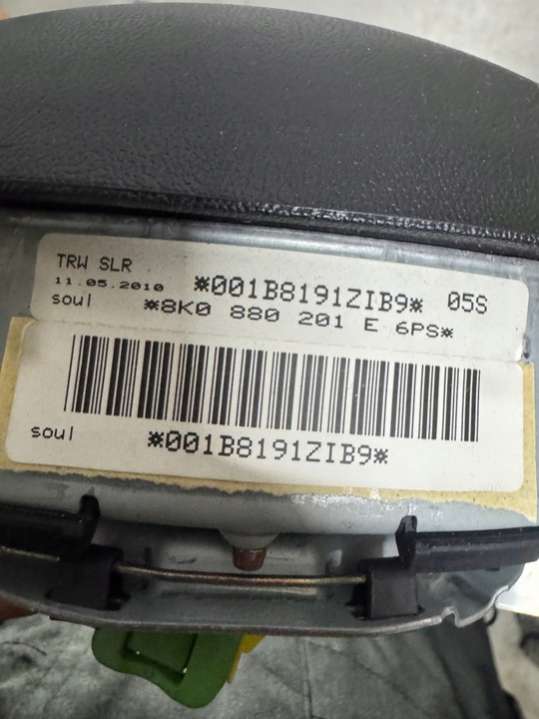 TRW SLR
11.05.2010 *001B8191ZIB9* 05S
soul *8K0 880 201 E 6PS*
soul *001B8191ZIB9*